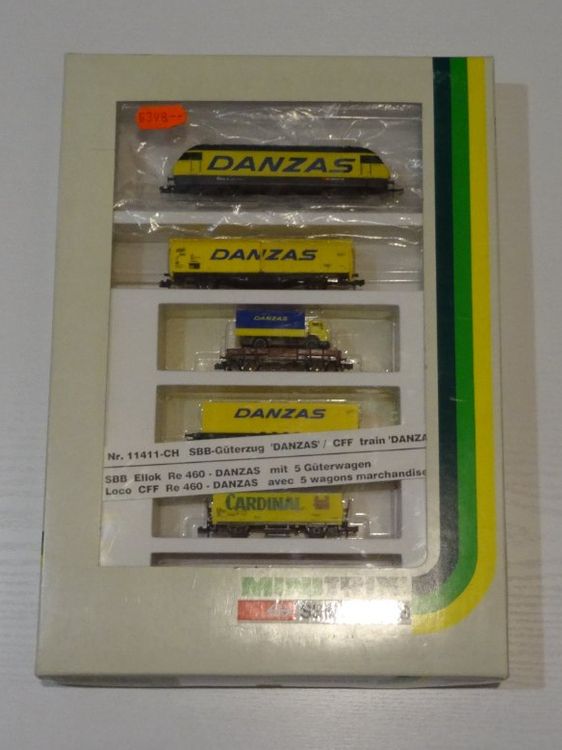 6398.--
DANZAS
DANZAS
DANZAS
DANZAS
Nr. 11411-CH SBB-Güterzug 'DANZAS' / CFF train 'DANZA
SBB Ellok Re 460 - DANZAS mit 5 Güterwagen
Loco CFF Re 460 - DANZAS avec 5 wagons marchandise
CARDINAL
MINITRIX